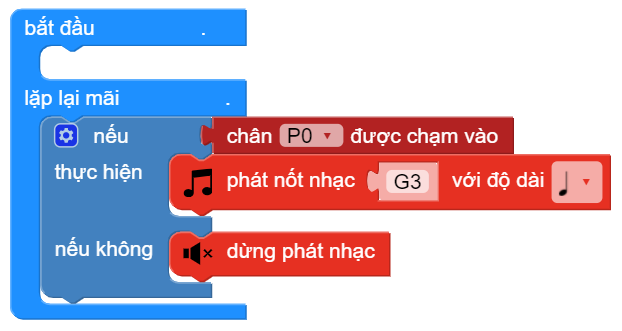 bắt đầu .
lặp lại mãi .
nếu chân P0 được chạm vào
thực hiện phát nốt nhạc G3 với độ dài
nếu không dừng phát nhạc